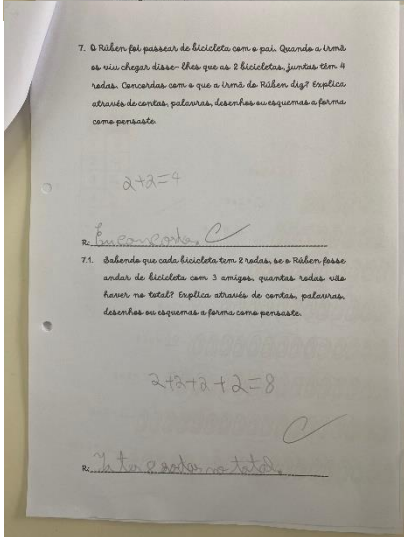 7. O Rúben foi passear de bicicleta com o pai. Quando a irmã
os viu chegar disse-lhes que as 2 bicicletas, juntas têm 4
rodas. Concordas com o que a irmã do Rúben diz? Explica
através de contas, palavras, desenhos ou esquemas a forma
como pensaste.
2+2=4
R: Eu concordo. C
7.1. Sabendo que cada bicicleta tem 2 rodas, se o Rúben fosse
andar de bicicleta com 3 amigos, quantas rodas vão
haver no total? Explica através de contas, palavras,
desenhos ou esquemas a forma como pensaste.
2+2+2+2=8
C
R: ter 8 rodas no total.